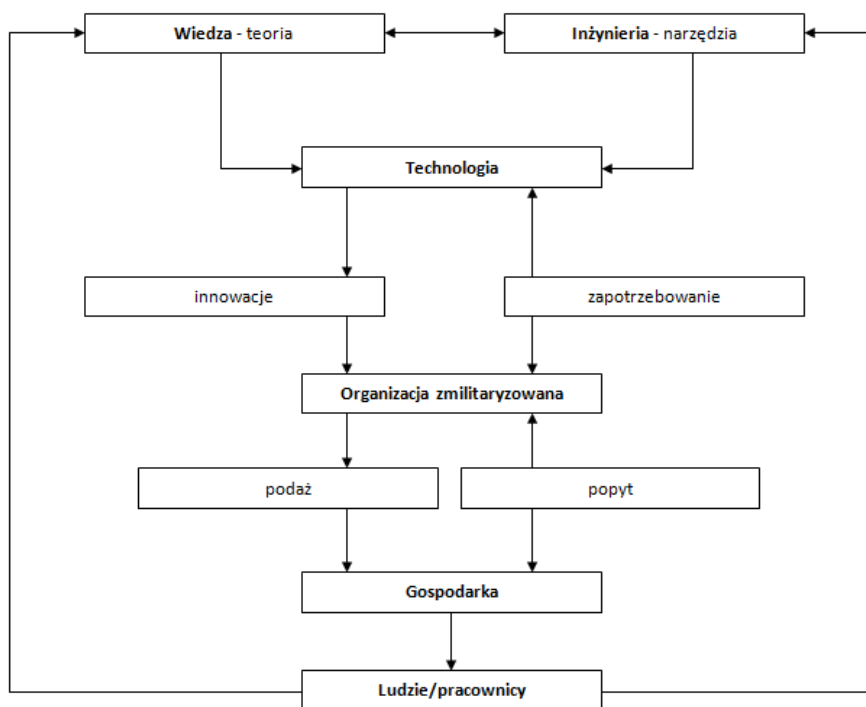 Wiedza - teoria
Inżynieria - narzędzia
Technologia
innowacje
zapotrzebowanie
Organizacja zmilitaryzowana
podaż
popyt
Gospodarka
Ludzie/pracownicy